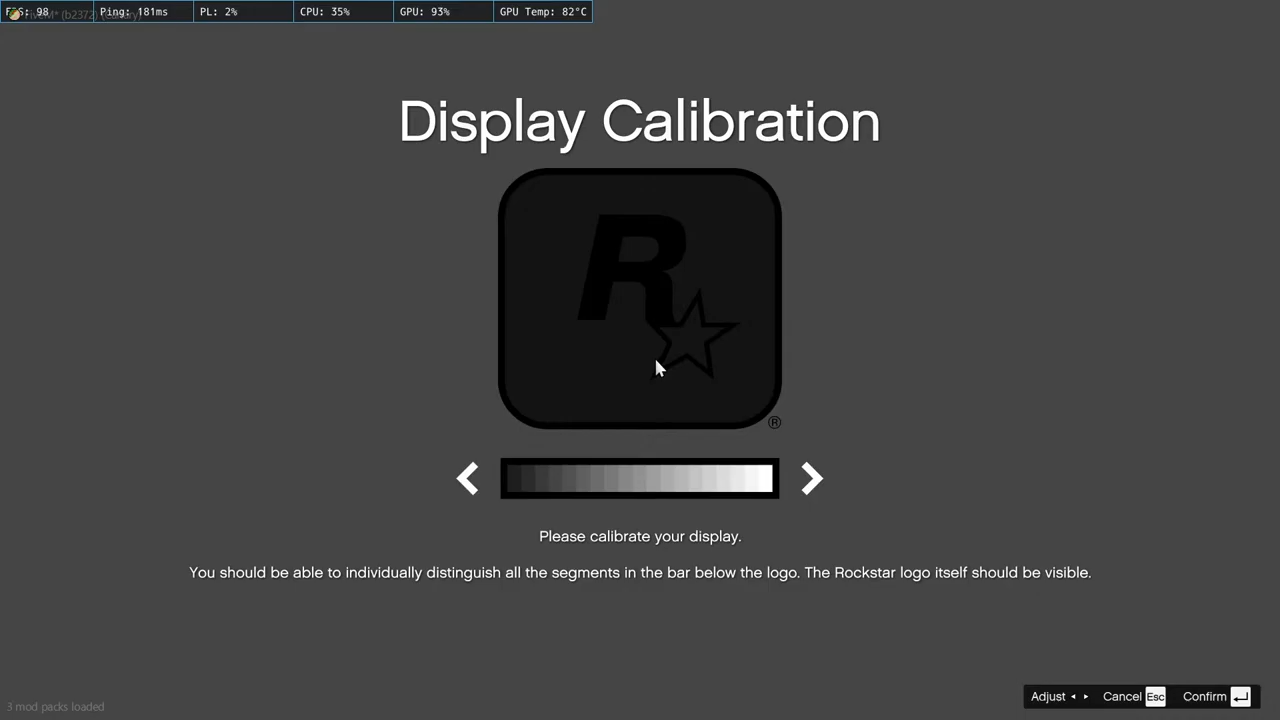 FPS: 98 Ping: 181ms PL: 2% CPU: 35% GPU: 93% GPU Temp: 82°C
Display Calibration
R
®
Please calibrate your display.
You should be able to individually distinguish all the segments in the bar below the logo. The Rockstar logo itself should be visible.
Adjust Cancel Esc Confirm
3 mod packs loaded